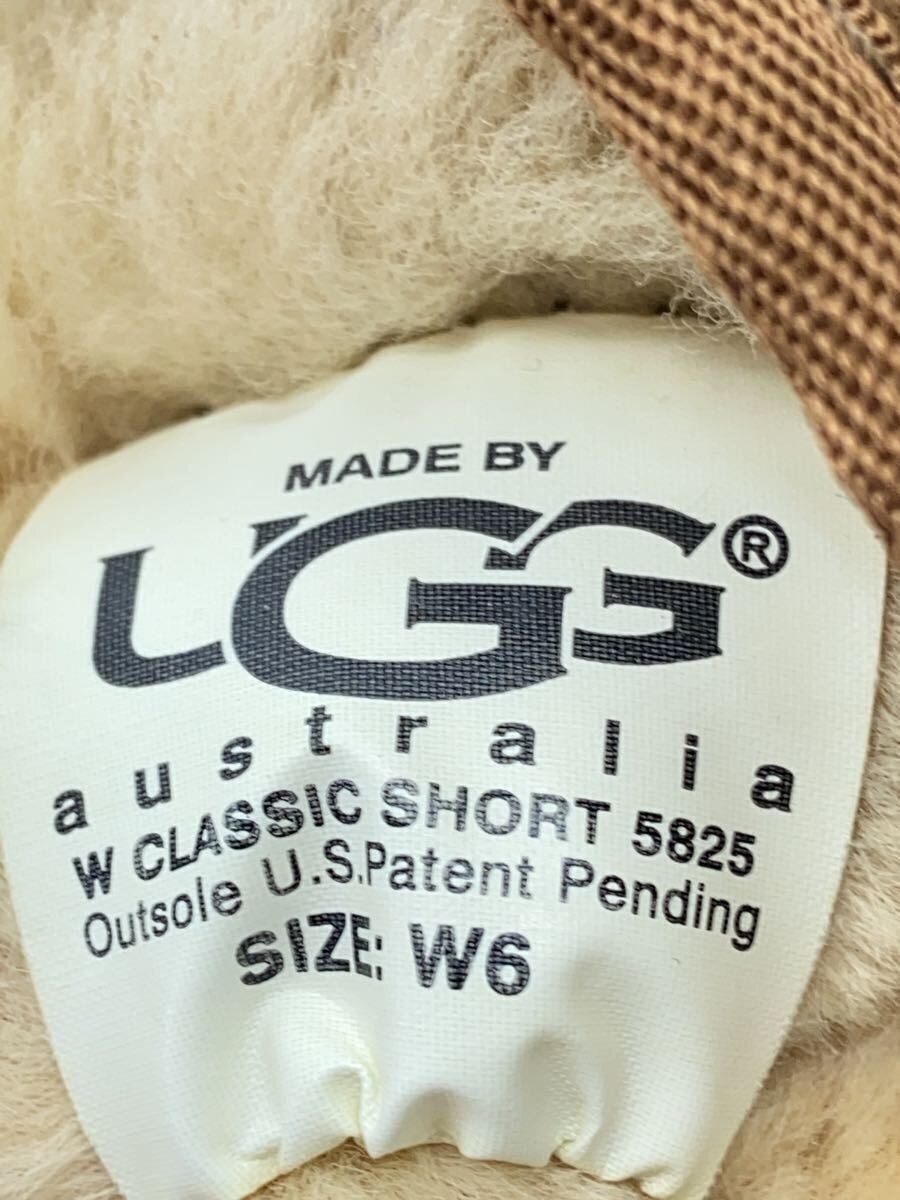 MADE BY
UGG®
australia
W CLASSIC SHORT 5825
Outsole U.S.Patent Pending
SIZE: W6